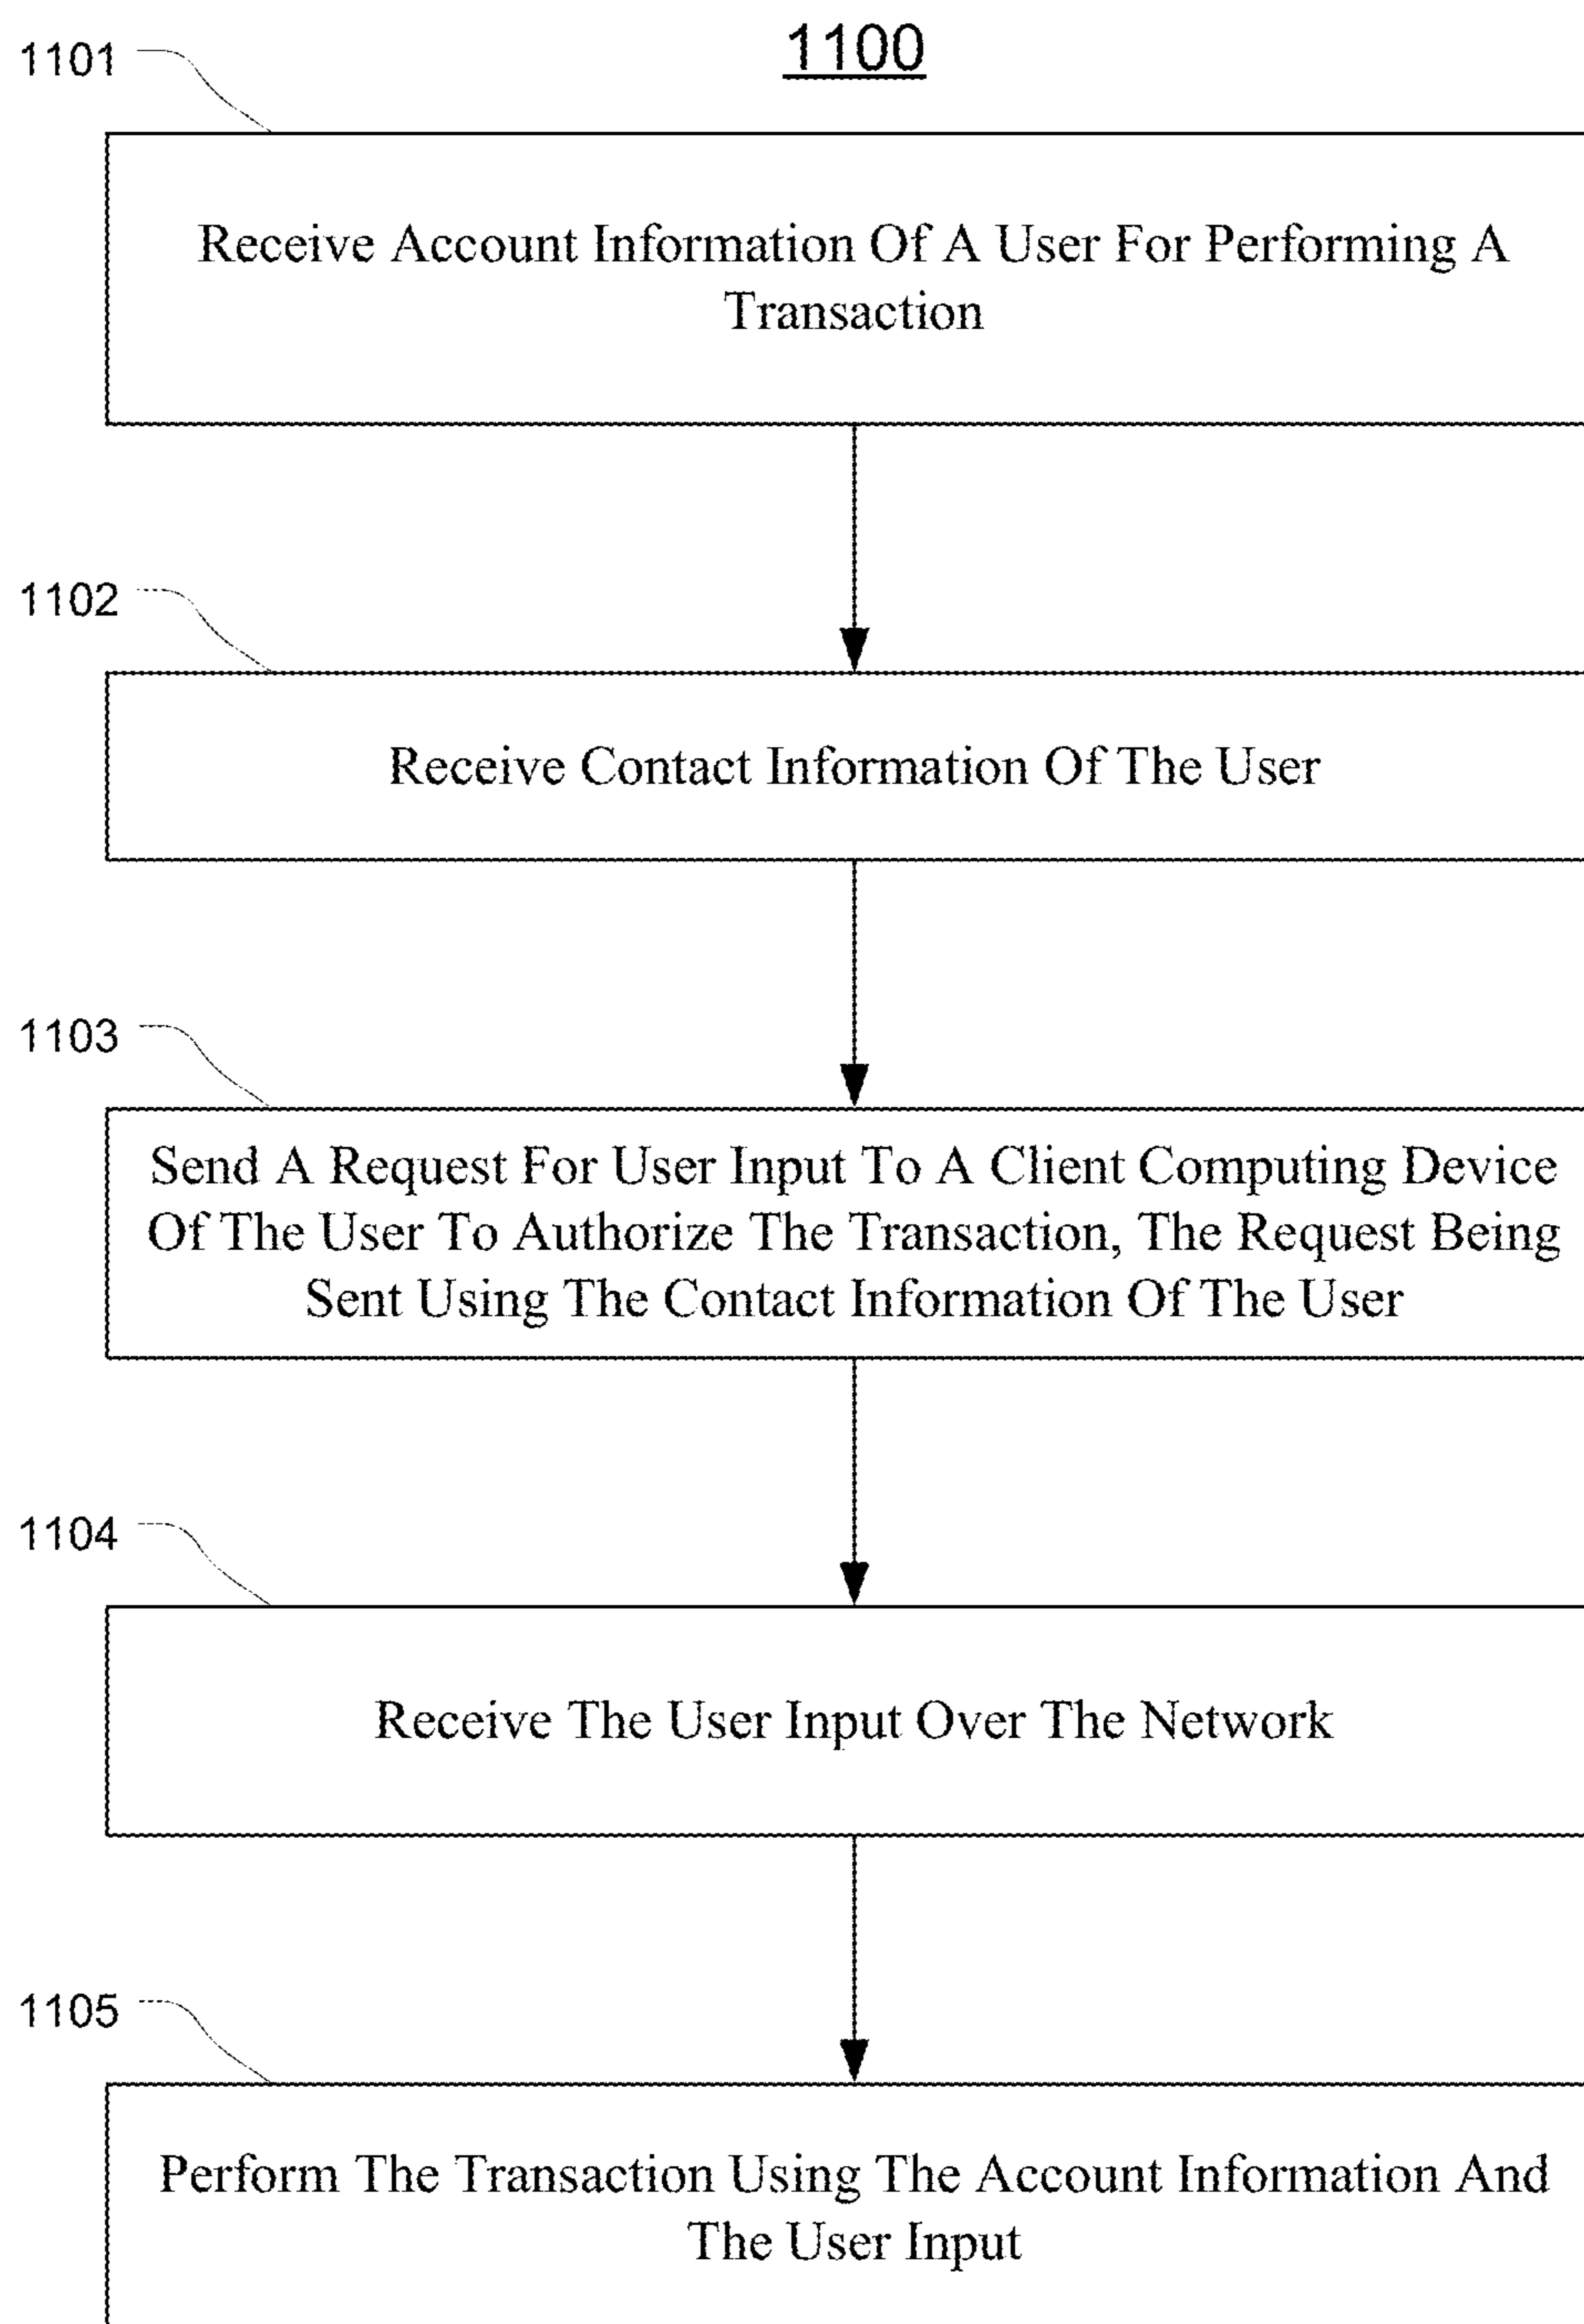 1100
1101
Receive Account Information Of A User For Performing A
Transaction
1102
Receive Contact Information Of The User
1103
Send A Request For User Input To A Client Computing Device
Of The User To Authorize The Transaction, The Request Being
Sent Using The Contact Information Of The User
1104
Receive The User Input Over The Network
1105
Perform The Transaction Using The Account Information And
The User Input